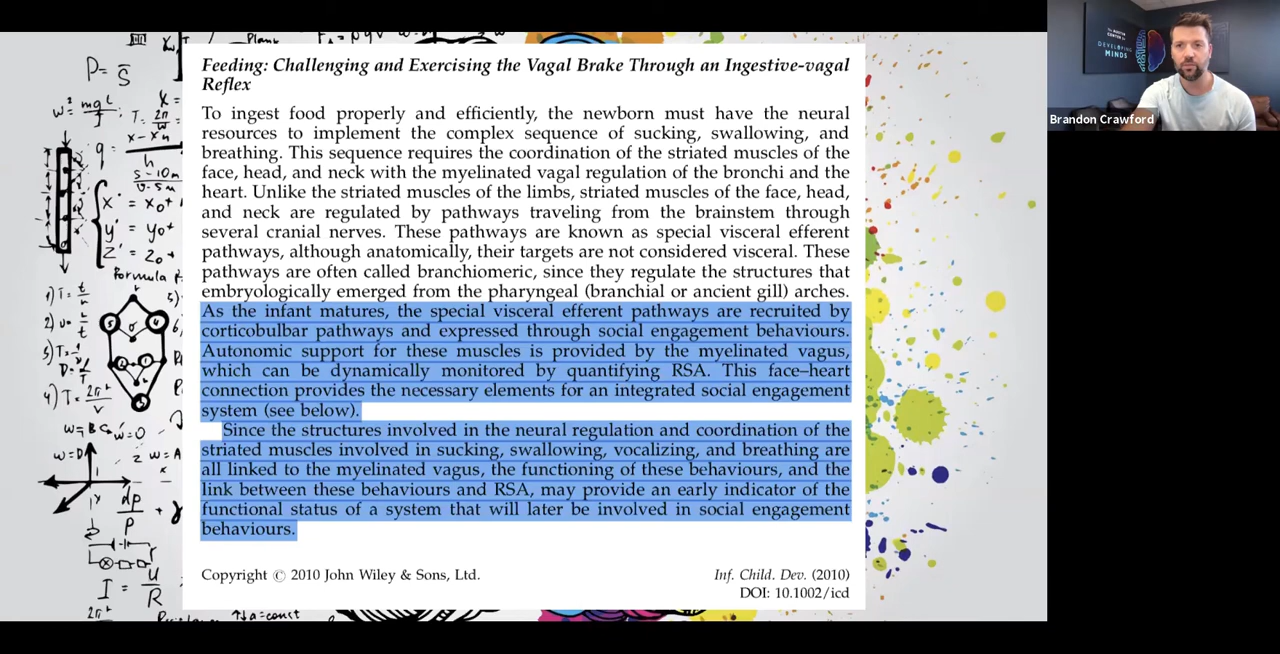 Feeding: Challenging and Exercising the Vagal Brake Through an Ingestive-vagal
Reflex
To ingest food properly and efficiently, the newborn must have the neural
resources to implement the complex sequence of sucking, swallowing, and
breathing. This sequence requires the coordination of the striated muscles of the
face, head, and neck with the myelinated vagal regulation of the bronchi and the
heart. Unlike the striated muscles of the limbs, striated muscles of the face, head,
and neck are regulated by pathways traveling from the brainstem through
several cranial nerves. These pathways are known as special visceral efferent
pathways, although anatomically, their targets are not considered visceral. These
pathways are often called branchiomeric, since they regulate the structures that
embryologically emerged from the pharyngeal (branchial or ancient gill) arches.
As the infant matures, the special visceral efferent pathways are recruited by
corticobulbar pathways and expressed through social engagement behaviours.
Autonomic support for these muscles is provided by the myelinated vagus,
which can be dynamically monitored by quantifying RSA. This face–heart
connection provides the necessary elements for an integrated social engagement
system (see below).
Since the structures involved in the neural regulation and coordination of the
striated muscles involved in sucking, swallowing, vocalizing, and breathing are
all linked to the myelinated vagus, the functioning of these behaviours, and the
link between these behaviours and RSA, may provide an early indicator of the
functional status of a system that will later be involved in social engagement
behaviours.
Copyright © 2010 John Wiley & Sons, Ltd.
Inf. Child. Dev. (2010)
DOI: 10.1002/icd
DEVELOPING
MINDS
Brandon Crawford